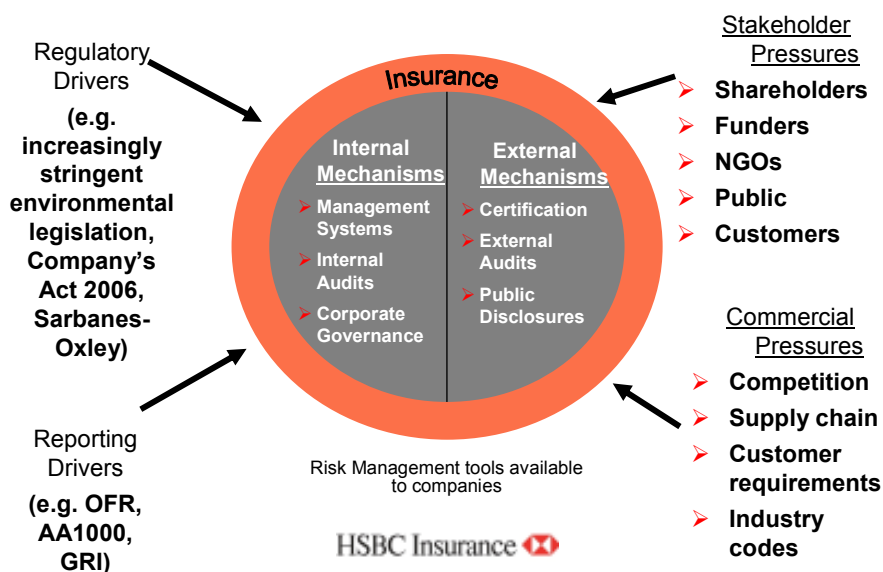 Regulatory
Drivers
(e.g.
increasingly
stringent
environmental
legislation,
Company’s
Act 2006,
Sarbanes-
Oxley)
Reporting
Drivers
(e.g. OFR,
AA1000,
GRI)
Insurance
Internal
Mechanisms
Management
Systems
Internal
Audits
Corporate
Governance
External
Mechanisms
Certification
External
Audits
Public
Disclosures
Risk Management tools available
to companies
HSBC Insurance
Stakeholder
Pressures
Shareholders
Funders
NGOs
Public
Customers
Commercial
Pressures
Competition
Supply chain
Customer
requirements
Industry
codes